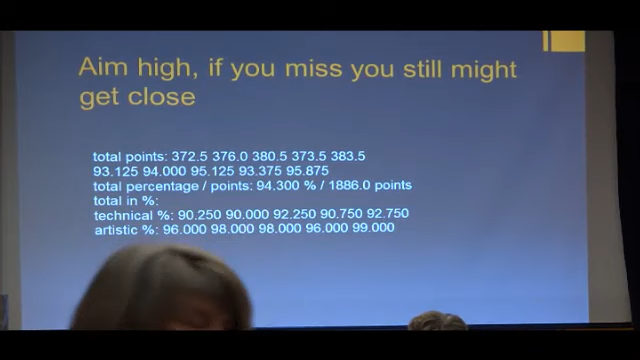 Aim high, if you miss you still might
get close
total points: 372.5 376.0 380.5 373.5 383.5
93.125 94.000 95.125 93.375 95.875
total percentage / points: 94.300 % / 1886.0 points
total in %:
technical %: 90.250 90.000 92.250 90.750 92.750
artistic %: 96.000 98.000 98.000 96.000 99.000